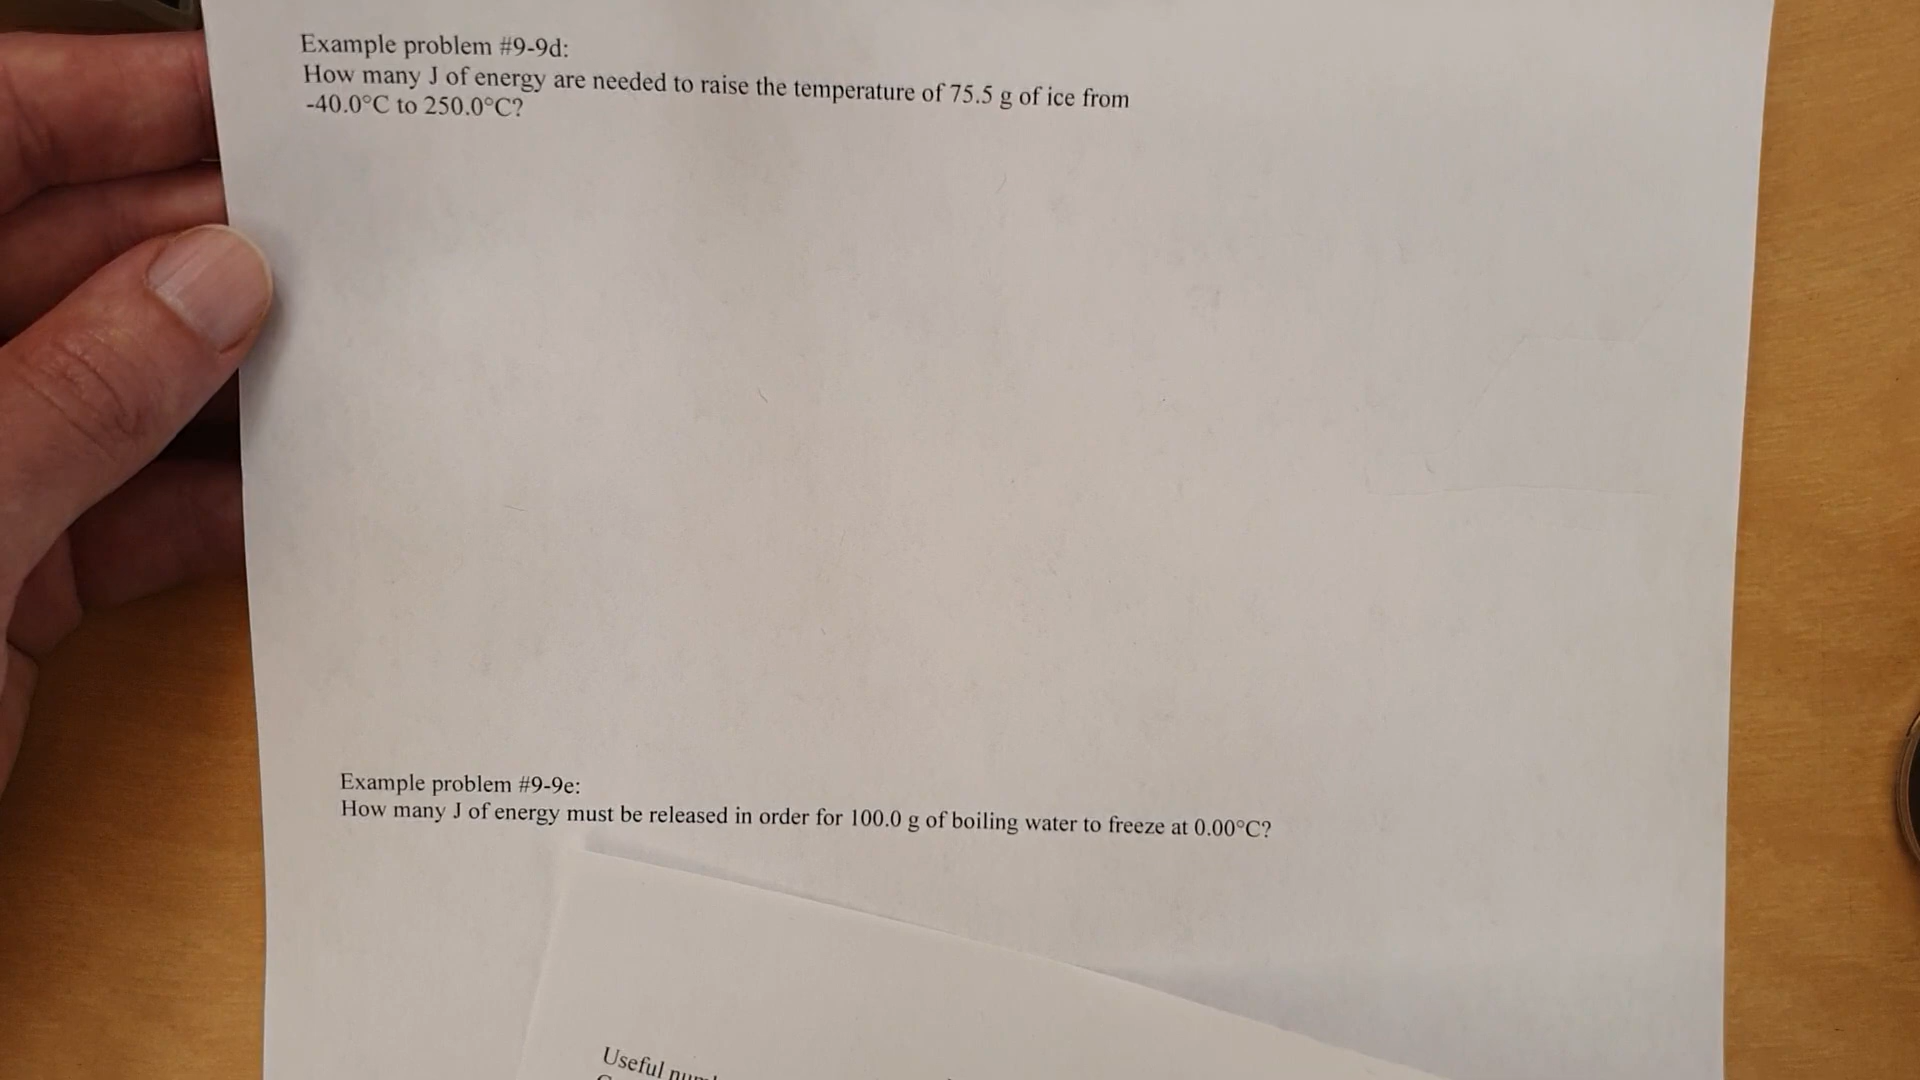 Example problem #9-9d:
How many J of energy are needed to raise the temperature of 75.5 g of ice from
-40.0°C to 250.0°C?
Example problem #9-9e:
How many J of energy must be released in order for 100.0 g of boiling water to freeze at 0.00°C?
Useful